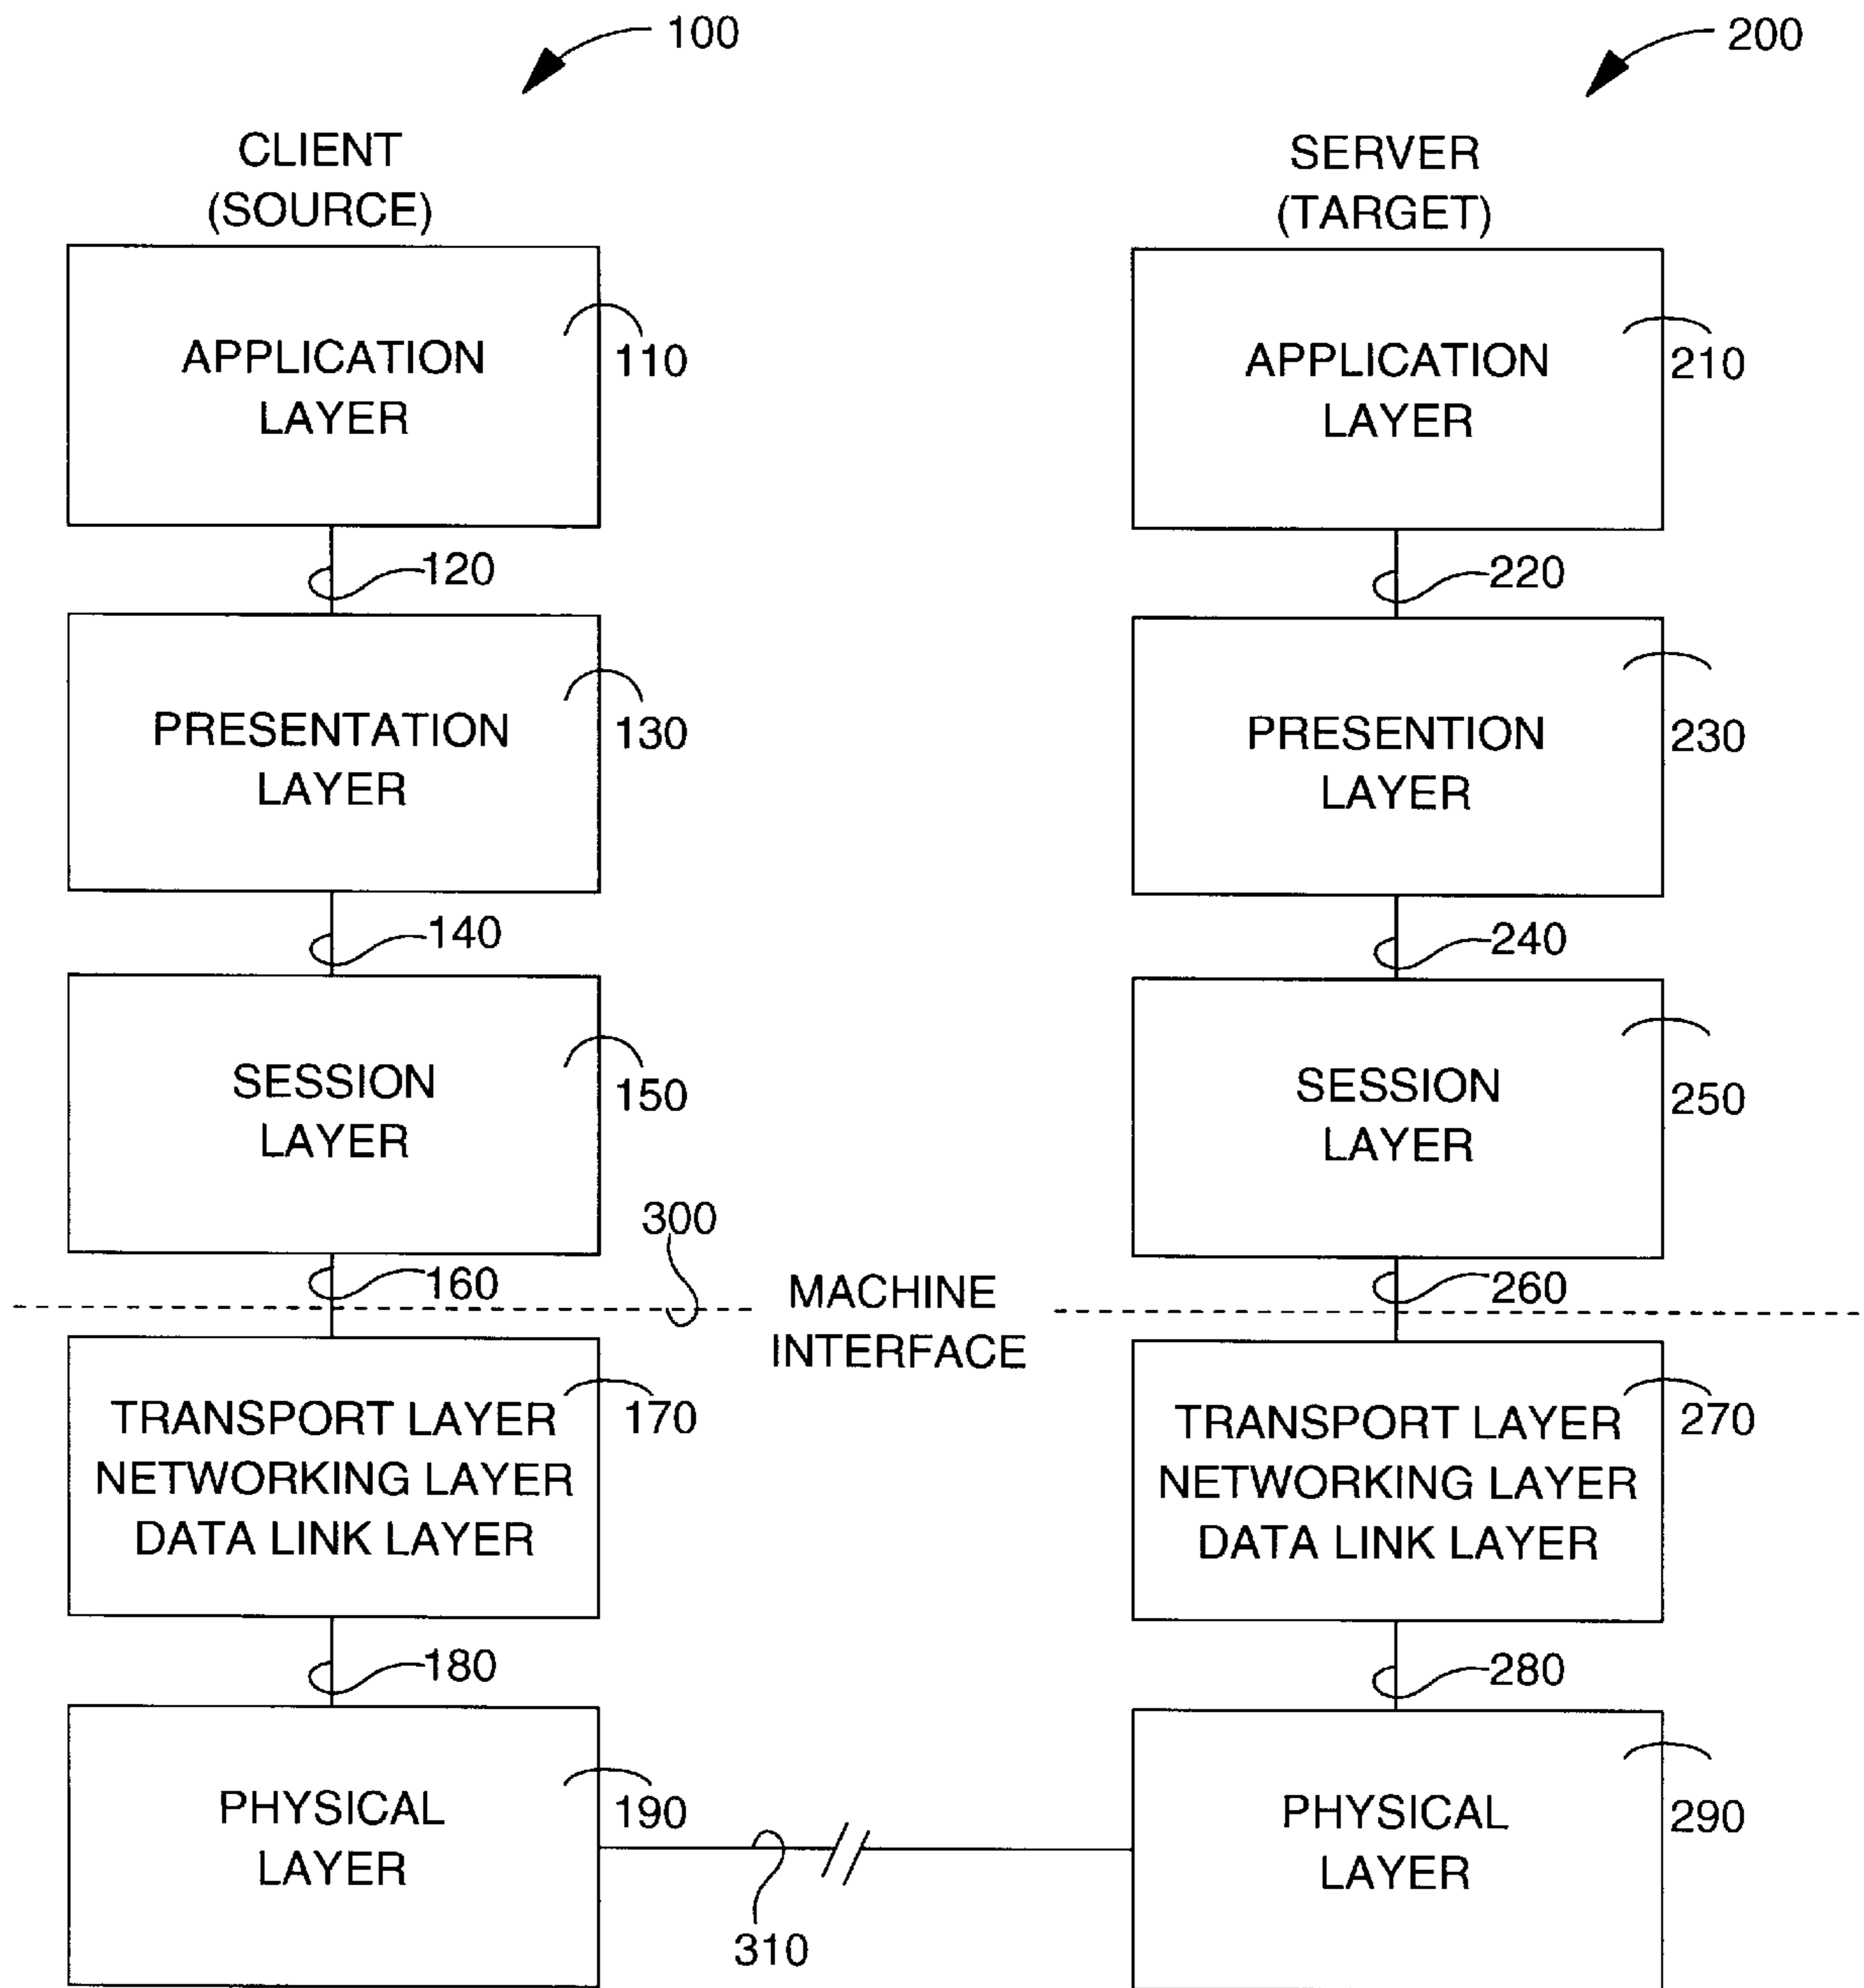 100
CLIENT
(SOURCE)
APPLICATION
LAYER
110
120
PRESENTATION
LAYER
130
140
SESSION
LAYER
150
160
300
MACHINE
INTERFACE
TRANSPORT LAYER
NETWORKING LAYER
DATA LINK LAYER
170
180
PHYSICAL
LAYER
190
310
200
SERVER
(TARGET)
APPLICATION
LAYER
210
220
PRESENTION
LAYER
230
240
SESSION
LAYER
250
260
TRANSPORT LAYER
NETWORKING LAYER
DATA LINK LAYER
270
280
PHYSICAL
LAYER
290